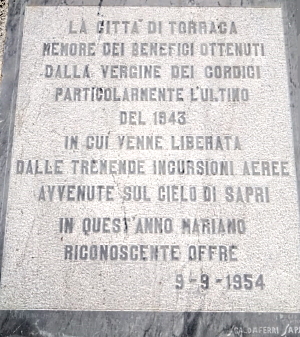 LA CITTÀ DI TORRACA
MEMORE DEI BENEFICI OTTENUTI
DALLA VERGINE DEI CORDICI
PARTICOLARMENTE L'ULTIMO
DEL 1943
IN CUI VENNE LIBERATA
DALLE TREMENDE INCURSIONI AEREE
AVVENUTE SUL CIELO DI SAPRI
IN QUEST'ANNO MARIANO
RICONOSCENTE OFFRE
9-9-1954